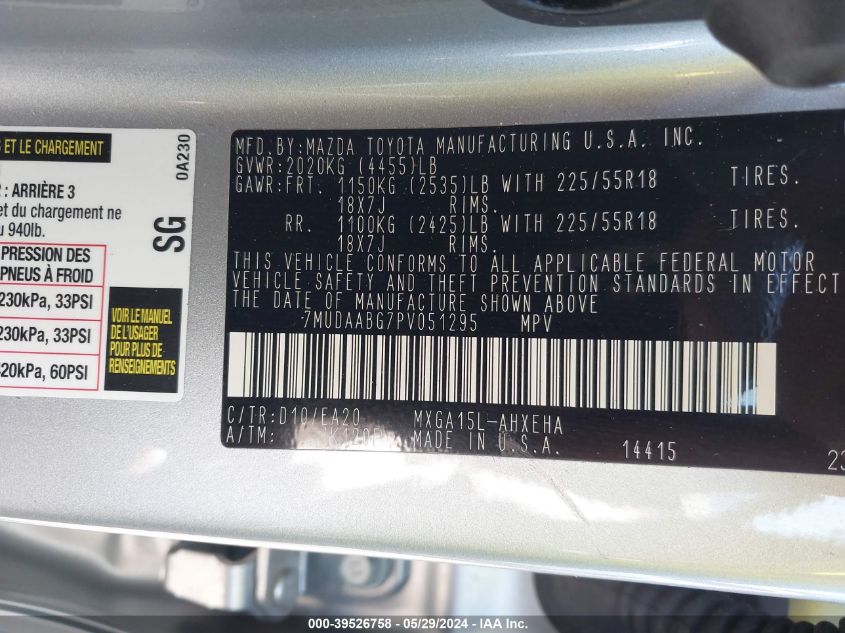 S ET LE CHARGEMENT
: ARRIÈRE 3
et du chargement ne
940lb.
PRESSION DES
PNEUS À FROID
230kPa, 33PSI
230kPa, 33PSI
420kPa, 60PSI
VOIR LE MANUEL
DE L'USAGER
POUR PLUS DE
RENSEIGNEMENTS
SG
0A230
MFD.BY:MAZDA TOYOTA MANUFACTURING U.S.A. INC.
GVWR:2020KG (4455)LB
GAWR:FRT. 1150KG (2535)LB WITH 225/55R18 TIRES.
18X7J RIMS.
RR. 1100KG (2425)LB WITH 225/55R18 TIRES.
18X7J RIMS.
THIS VEHICLE CONFORMS TO ALL APPLICABLE FEDERAL MOTOR
VEHICLE SAFETY AND THEFT PREVENTION STANDARDS IN EFFECT
THE DATE OF MANUFACTURE SHOWN ABOVE
7MUDAABG7PV051295 MPV
C/TR:D10/EA20 MXGA15L-AHXEHA
A/TM: K120F MADE IN U.S.A. 14415 23
000-39526758 - 05/29/2024 - IAA Inc.